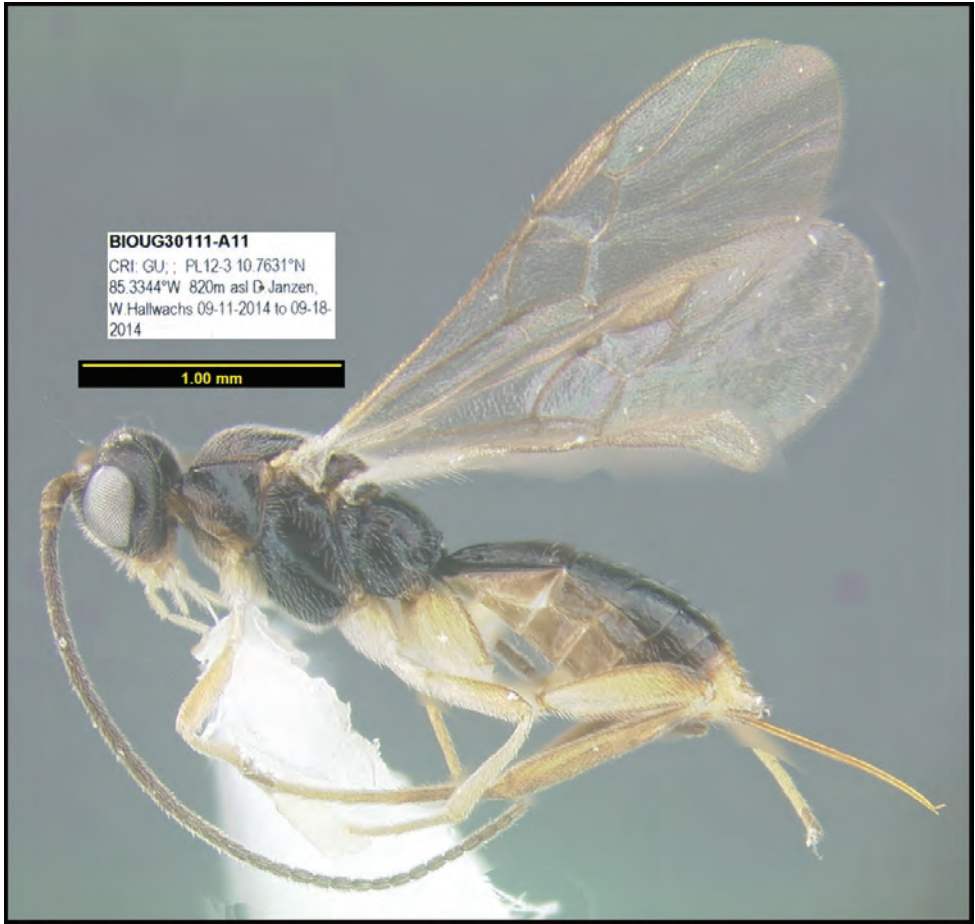 BIOUG30111-A11
CRI: GU; ; PL12-3 10.7631°N
85.3344°W 820m asl D Janzen,
W.Hallwachs 09-11-2014 to 09-18-
2014
1.00 mm